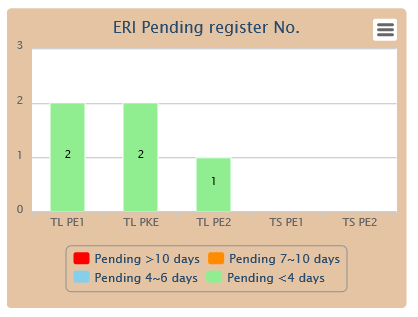 ERI Pending register No.
3
2
1
0
2 2 1
TL PE1 TL PKE TL PE2 TS PE1 TS PE2
Pending >10 days Pending 7~10 days
Pending 4~6 days Pending <4 days